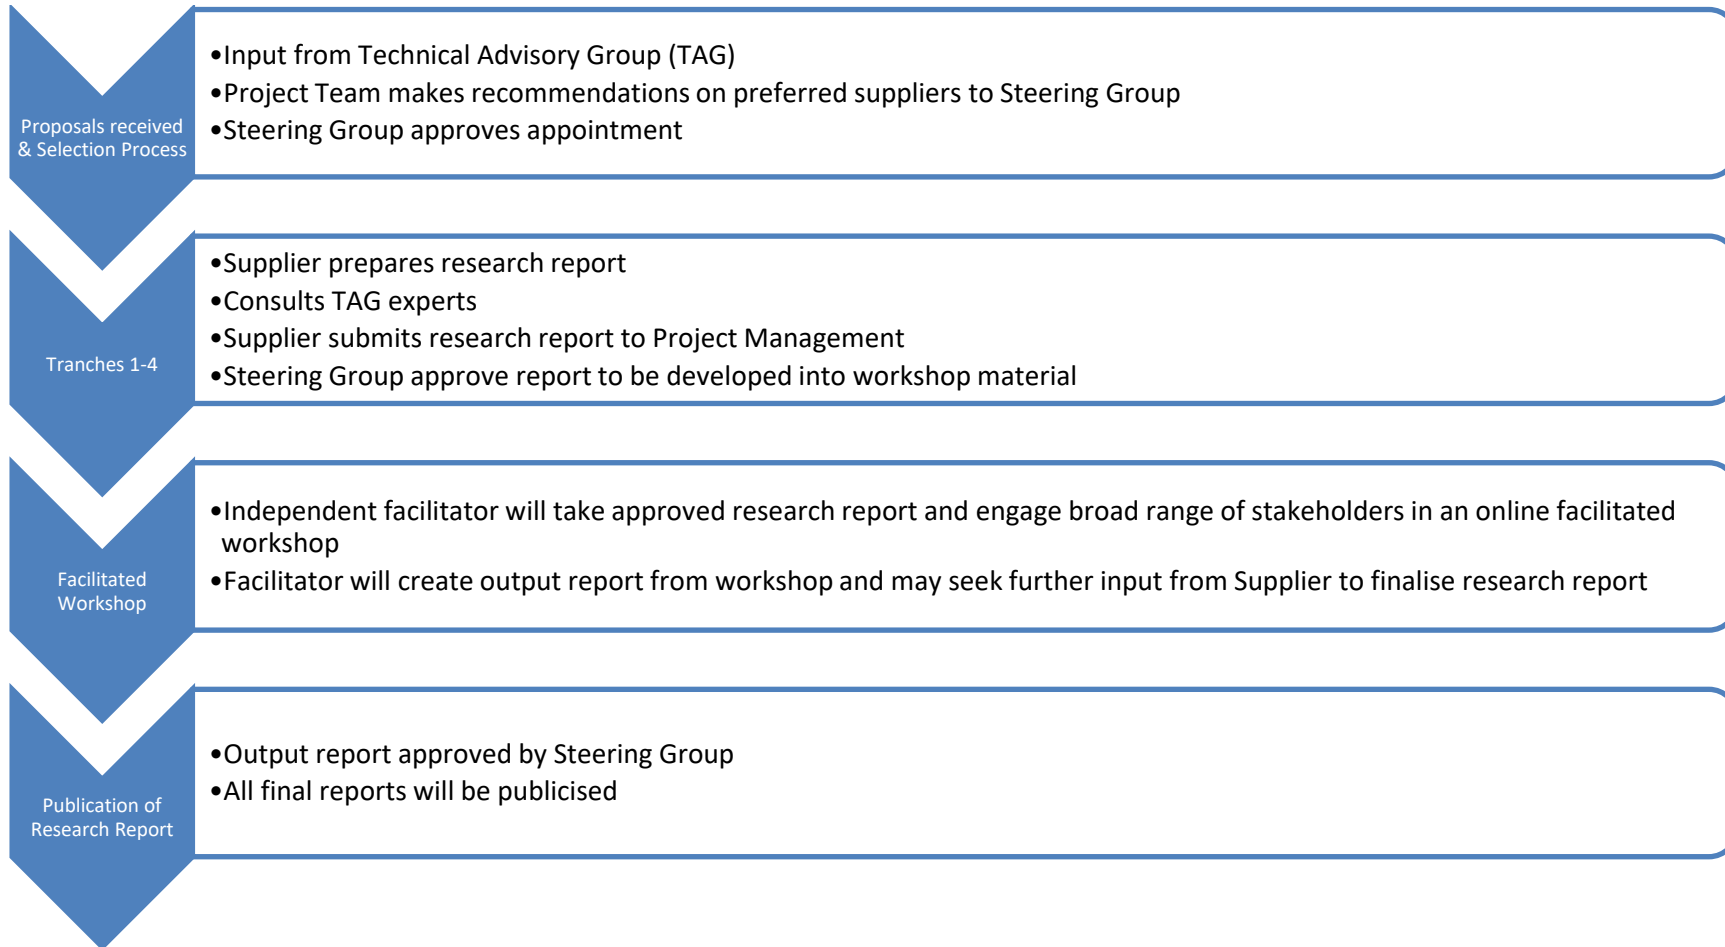 Proposals received
& Selection Process
•Input from Technical Advisory Group (TAG)
•Project Team makes recommendations on preferred suppliers to Steering Group
•Steering Group approves appointment
Tranches 1-4
•Supplier prepares research report
•Consults TAG experts
•Supplier submits research report to Project Management
•Steering Group approve report to be developed into workshop material
Facilitated
Workshop
•Independent facilitator will take approved research report and engage broad range of stakeholders in an online facilitated
workshop
•Facilitator will create output report from workshop and may seek further input from Supplier to finalise research report
Publication of
Research Report
•Output report approved by Steering Group
•All final reports will be publicised